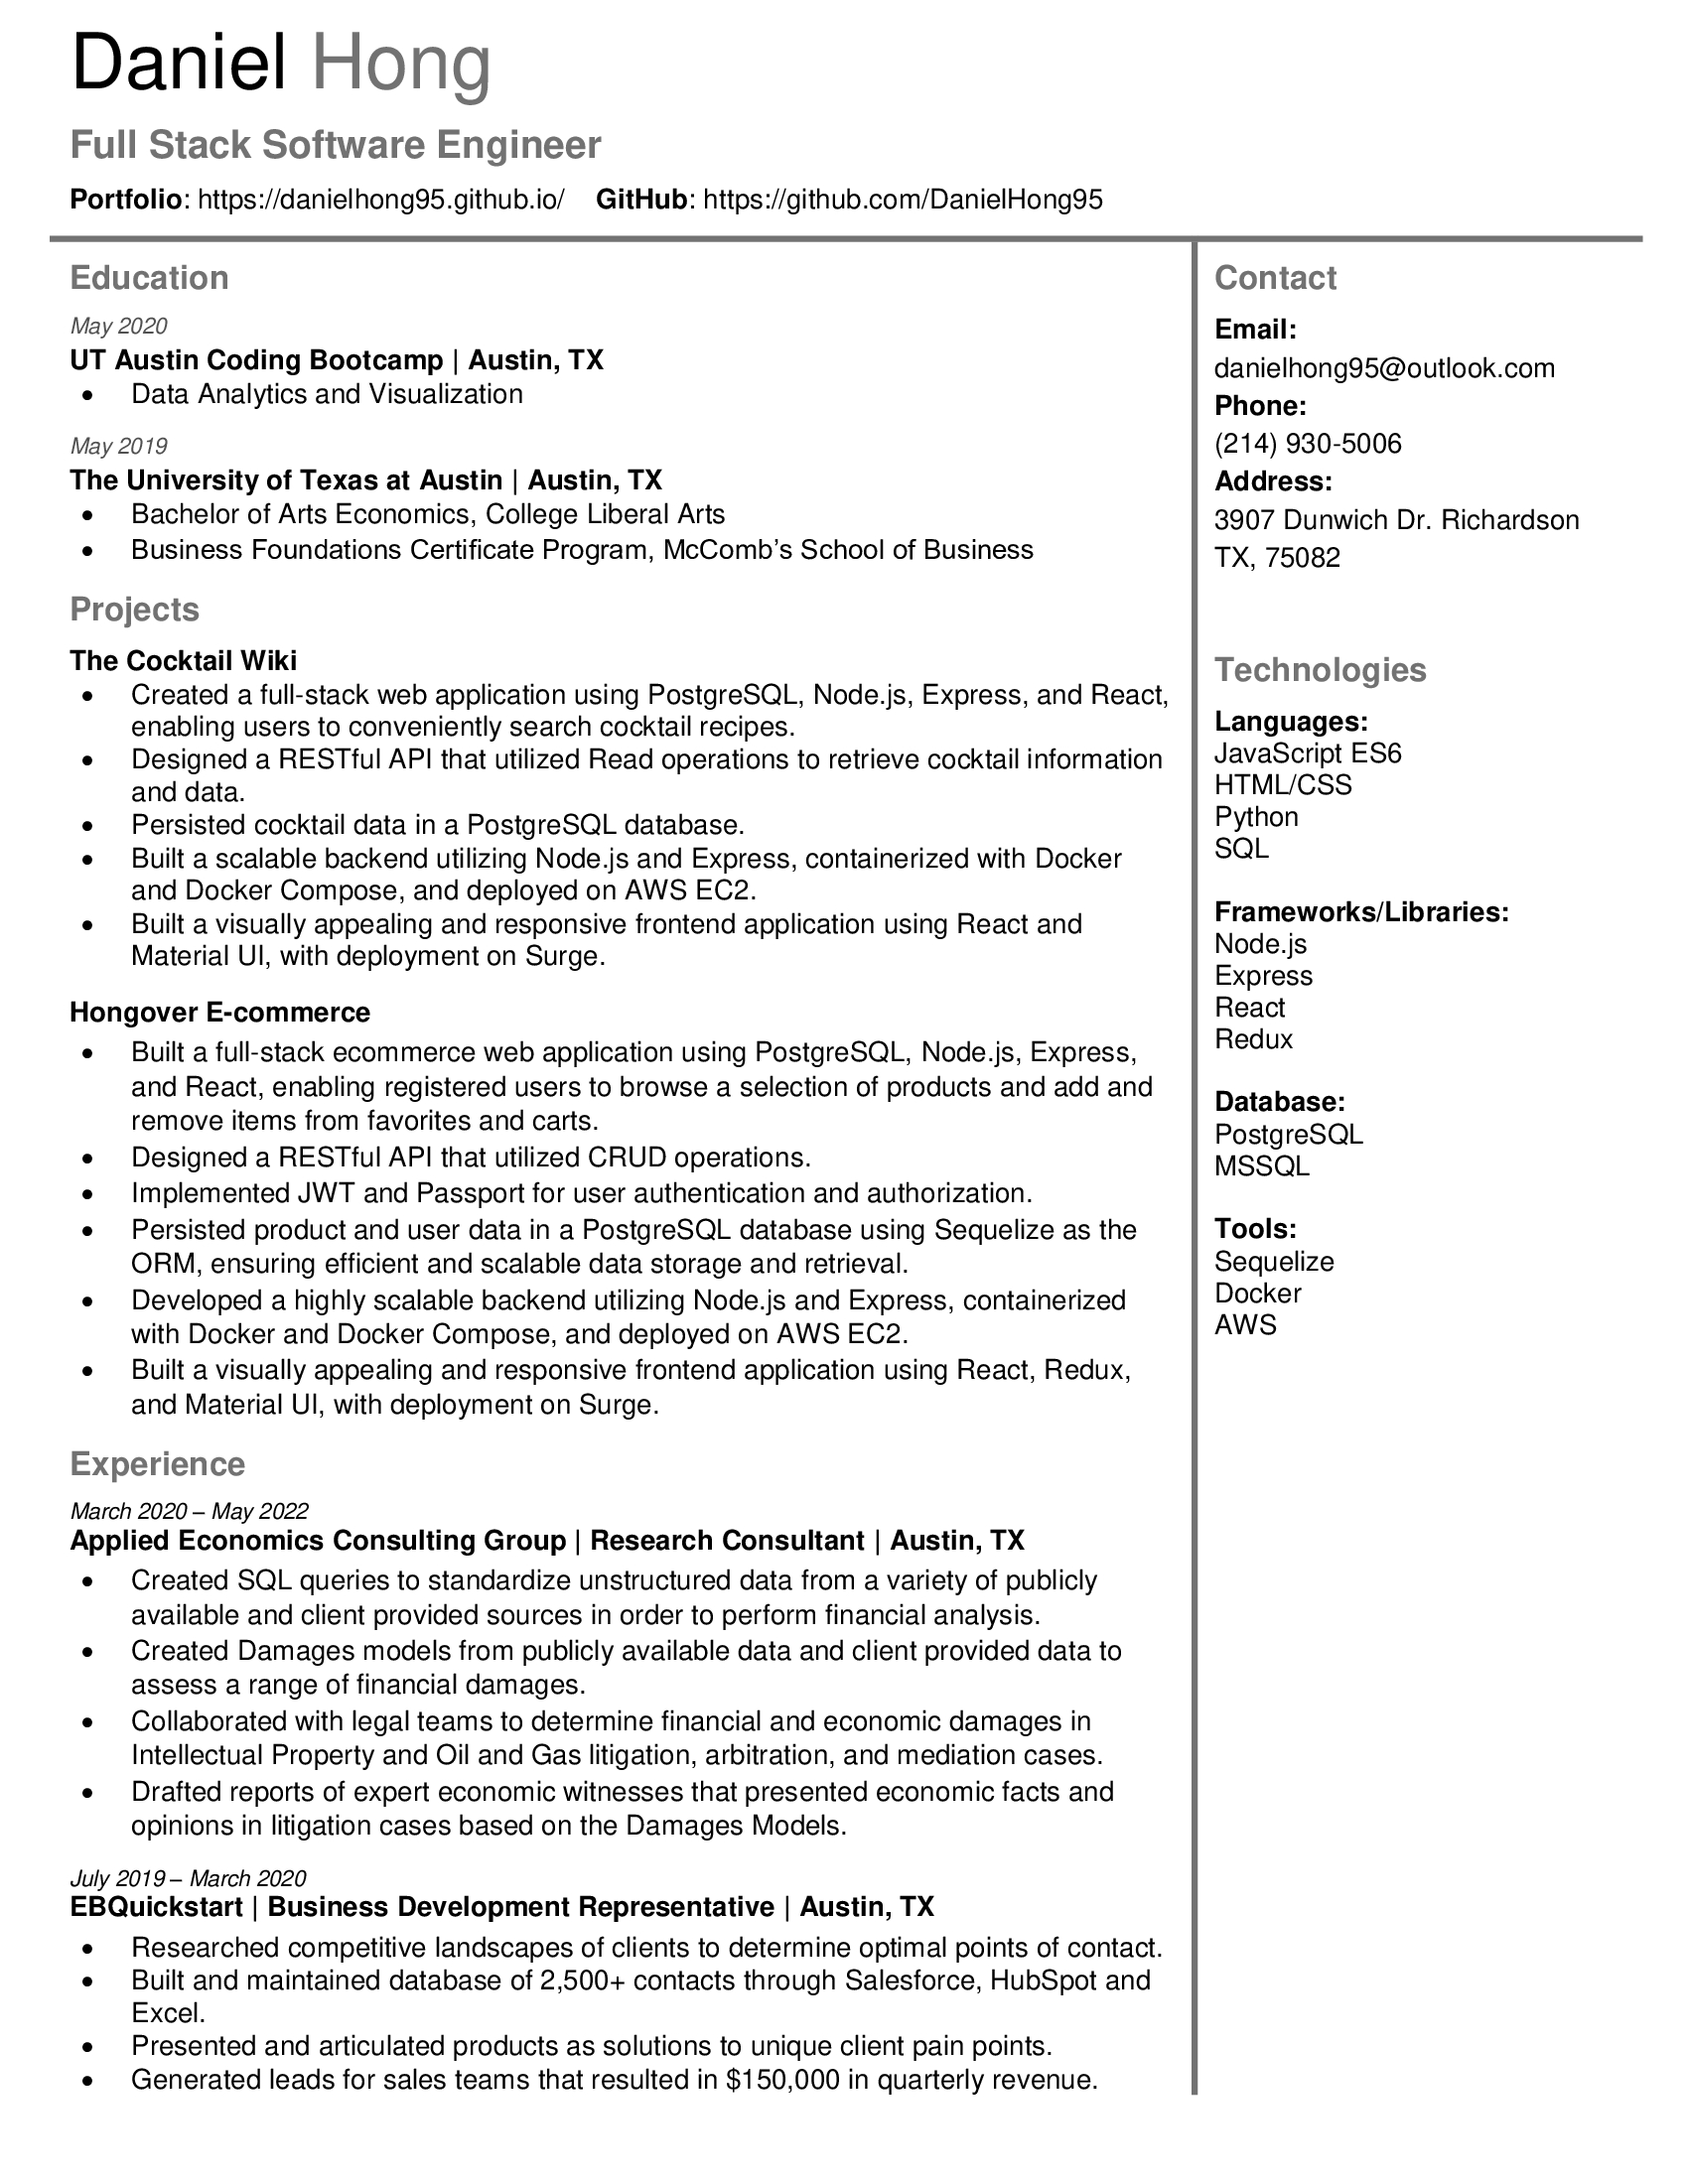 Daniel Hong
Full Stack Software Engineer
Portfolio: https://danielhong95.github.io/ GitHub: https://github.com/DanielHong95
Education
May 2020
UT Austin Coding Bootcamp | Austin, TX
• Data Analytics and Visualization
May 2019
The University of Texas at Austin | Austin, TX
• Bachelor of Arts Economics, College Liberal Arts
• Business Foundations Certificate Program, McComb’s School of Business
Projects
The Cocktail Wiki
• Created a full-stack web application using PostgreSQL, Node.js, Express, and React,
enabling users to conveniently search cocktail recipes.
• Designed a RESTful API that utilized Read operations to retrieve cocktail information
and data.
• Persisted cocktail data in a PostgreSQL database.
• Built a scalable backend utilizing Node.js and Express, containerized with Docker
and Docker Compose, and deployed on AWS EC2.
• Built a visually appealing and responsive frontend application using React and
Material UI, with deployment on Surge.
Hongover E-commerce
• Built a full-stack ecommerce web application using PostgreSQL, Node.js, Express,
and React, enabling registered users to browse a selection of products and add and
remove items from favorites and carts.
• Designed a RESTful API that utilized CRUD operations.
• Implemented JWT and Passport for user authentication and authorization.
• Persisted product and user data in a PostgreSQL database using Sequelize as the
ORM, ensuring efficient and scalable data storage and retrieval.
• Developed a highly scalable backend utilizing Node.js and Express, containerized
with Docker and Docker Compose, and deployed on AWS EC2.
• Built a visually appealing and responsive frontend application using React, Redux,
and Material UI, with deployment on Surge.
Experience
March 2020 – May 2022
Applied Economics Consulting Group | Research Consultant | Austin, TX
• Created SQL queries to standardize unstructured data from a variety of publicly
available and client provided sources in order to perform financial analysis.
• Created Damages models from publicly available data and client provided data to
assess a range of financial damages.
• Collaborated with legal teams to determine financial and economic damages in
Intellectual Property and Oil and Gas litigation, arbitration, and mediation cases.
• Drafted reports of expert economic witnesses that presented economic facts and
opinions in litigation cases based on the Damages Models.
July 2019 – March 2020
EBQuickstart | Business Development Representative | Austin, TX
• Researched competitive landscapes of clients to determine optimal points of contact.
• Built and maintained database of 2,500+ contacts through Salesforce, HubSpot and
Excel.
• Presented and articulated products as solutions to unique client pain points.
• Generated leads for sales teams that resulted in $150,000 in quarterly revenue.
Contact
Email:
danielhong95@outlook.com
Phone:
(214) 930-5006
Address:
3907 Dunwich Dr. Richardson
TX, 75082
Technologies
Languages:
JavaScript ES6
HTML/CSS
Python
SQL
Frameworks/Libraries:
Node.js
Express
React
Redux
Database:
PostgreSQL
MSSQL
Tools:
Sequelize
Docker
AWS